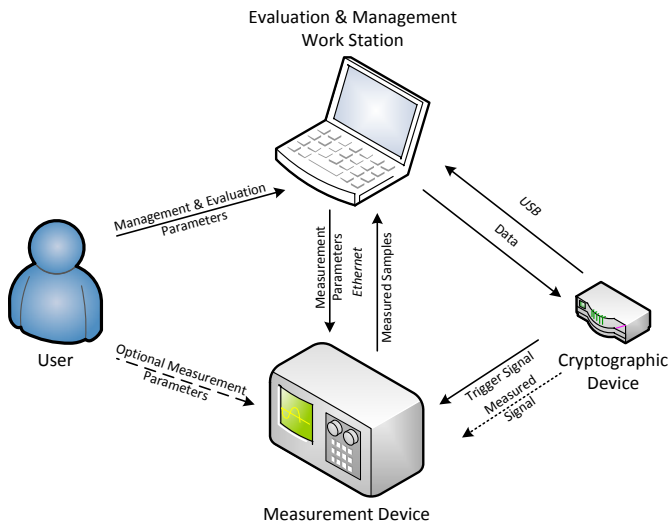 Evaluation & Management
Work Station
Management & Evaluation
Parameters
USB
Data
Measurement
Parameters
Ethernet
Measured Samples
User
Optional Measurement
Parameters
Trigger Signal
Measured
Signal
Cryptographic
Device
Measurement Device